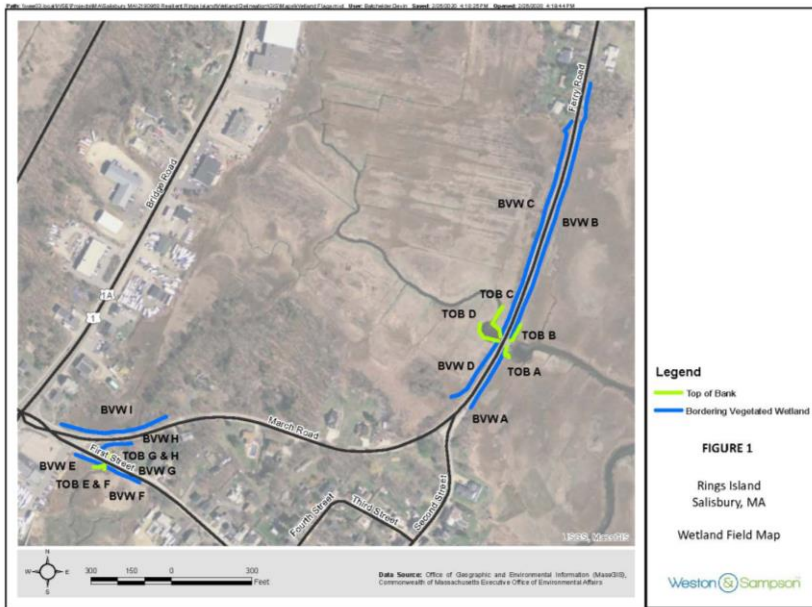 Ferry Road
Bridge Road
BVW C
BVW B
1A
1
TOB C
TOB D
TOB B
BVW D
TOB A
BVW A
BVW I
March Road
BVW H
First Street
TOB G & H
BVW E
BVW G
TOB E & F
BVW F
Fourth Street
Third Street
Second Street
USGS, MassGIS
N
W
E
S
300 150 0 300
Feet
Data Source: Office of Geographic and Environmental Information (MassGIS),
Commonwealth of Massachusetts Executive Office of Environmental Affairs
Legend
Top of Bank
Bordering Vegetated Wetland
FIGURE 1
Rings Island
Salisbury, MA
Wetland Field Map
Weston & Sampson